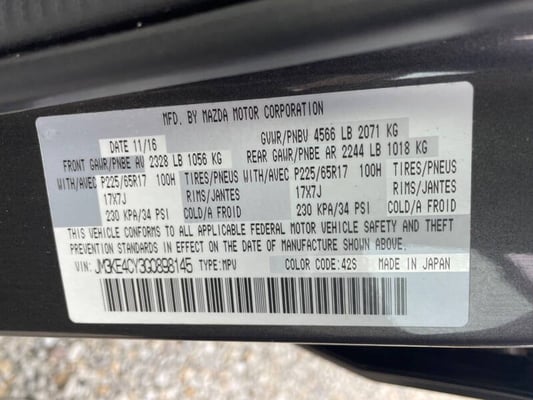 MFD. BY MAZDA MOTOR CORPORATION
DATE 11/16 GVWR/PNBV 4566 LB 2071 KG
FRONT GAWR/PNBE AV 2328 LB 1056 KG REAR GAWR/PNBE AR 2244 LB 1018 KG
WITH/AVEC P225/65R17 100H TIRES/PNEUS WITH/AVEC P225/65R17 100H TIRES/PNEUS
17X7J RIMS/JANTES 17X7J RIMS/JANTES
230 KPA/34 PSI COLD/A FROID 230 KPA/34 PSI COLD/A FROID
THIS VEHICLE CONFORMS TO ALL APPLICABLE FEDERAL MOTOR VEHICLE SAFETY AND THEFT
PREVENTION STANDARDS IN EFFECT ON THE DATE OF MANUFACTURE SHOWN ABOVE.
VIN: JM3KE4CY3G0898145 TYPE:MPV COLOR CODE:42S MADE IN JAPAN